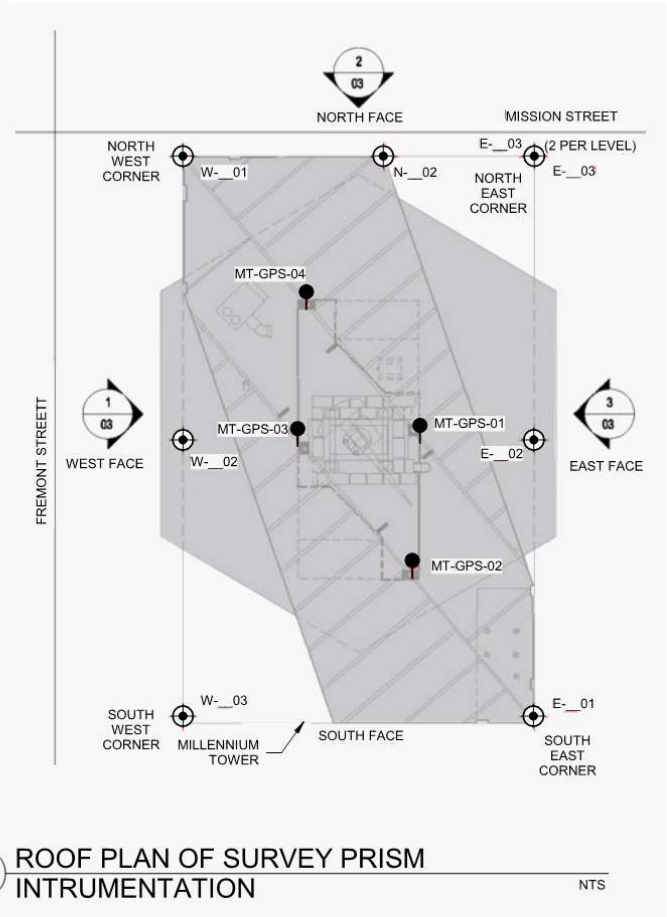 2
03
NORTH FACE
MISSION STREET
NORTH
WEST
CORNER
W-__01
N-__02
E-__03
(2 PER LEVEL)
E-__03
NORTH
EAST
CORNER
MT-GPS-04
1
03
WEST FACE
FREMONT STREETT
MT-GPS-03
MT-GPS-01
W-__02
E-__02
3
03
EAST FACE
MT-GPS-02
W-__03
SOUTH
WEST
CORNER
MILLENNIUM
TOWER
SOUTH FACE
E-__01
SOUTH
EAST
CORNER
ROOF PLAN OF SURVEY PRISM
INTRUMENTATION
NTS